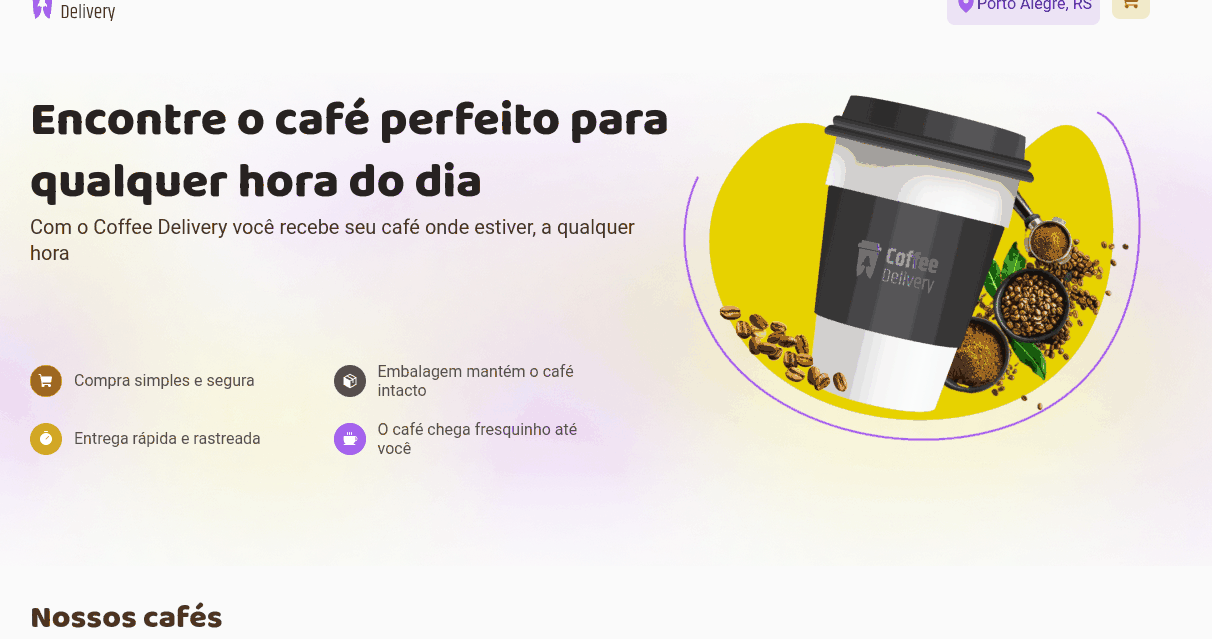 Delivery
Porto Alegre, RS
Encontre o café perfeito para
qualquer hora do dia
Com o Coffee Delivery você recebe seu café onde estiver, a qualquer
hora
Coffee
Delivery
Compra simples e segura
Embalagem mantém o café
intacto
Entrega rápida e rastreada
O café chega fresquinho até
você
Nossos cafés